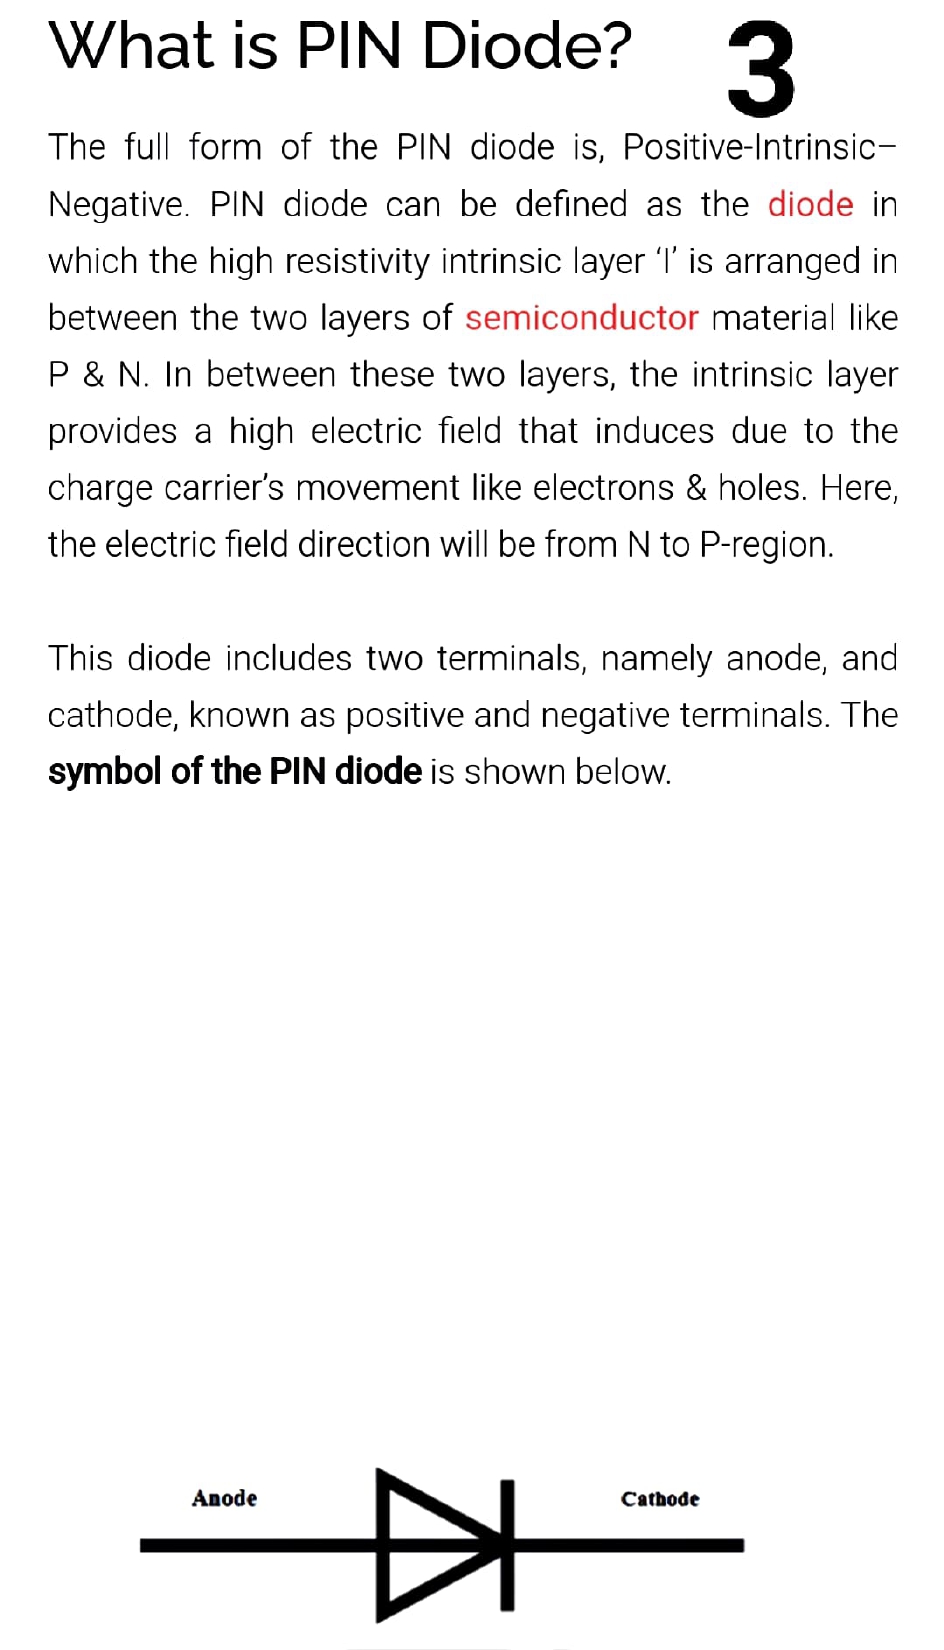 What is PIN Diode? 3
The full form of the PIN diode is, Positive-Intrinsic–
Negative. PIN diode can be defined as the diode in
which the high resistivity intrinsic layer ‘I’ is arranged in
between the two layers of semiconductor material like
P & N. In between these two layers, the intrinsic layer
provides a high electric field that induces due to the
charge carrier’s movement like electrons & holes. Here,
the electric field direction will be from N to P-region.
This diode includes two terminals, namely anode, and
cathode, known as positive and negative terminals. The
symbol of the PIN diode is shown below.
Anode Cathode